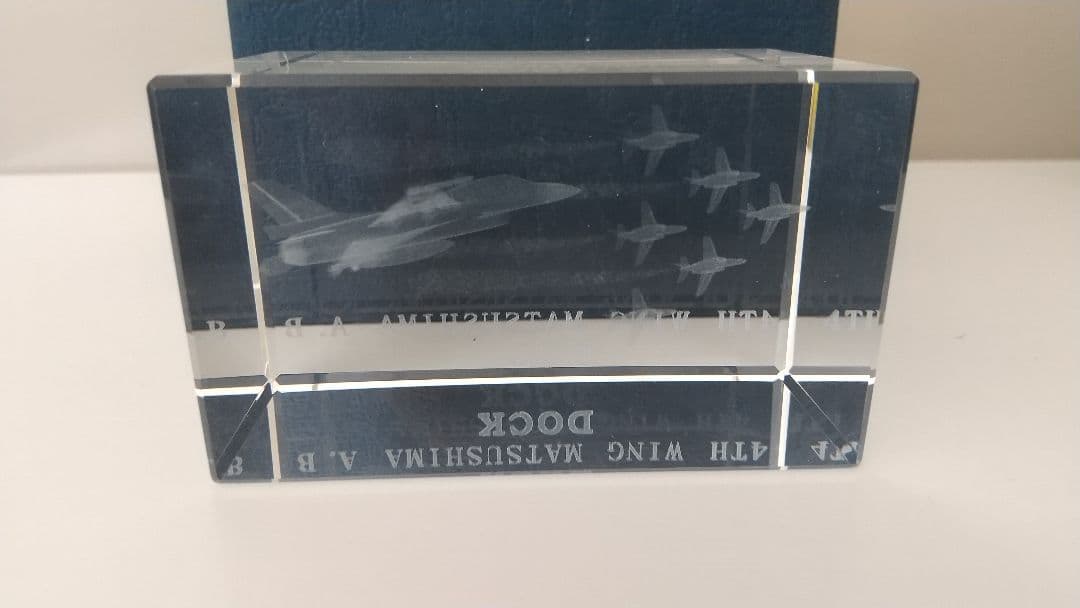 4TH WING MATSUSHIMA A.B
DOCK